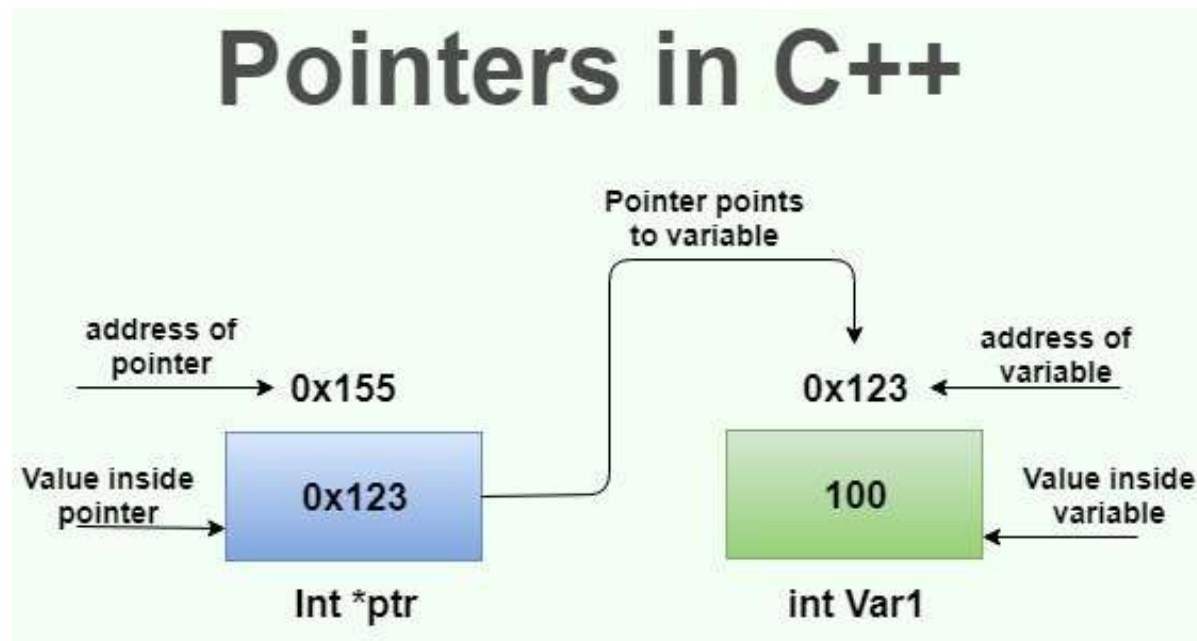 Pointers in C++
Pointer points
to variable
address of
pointer
0x155
0x123
address of
variable
Value inside
pointer
0x123
100
Value inside
variable
Int *ptr
int Var1